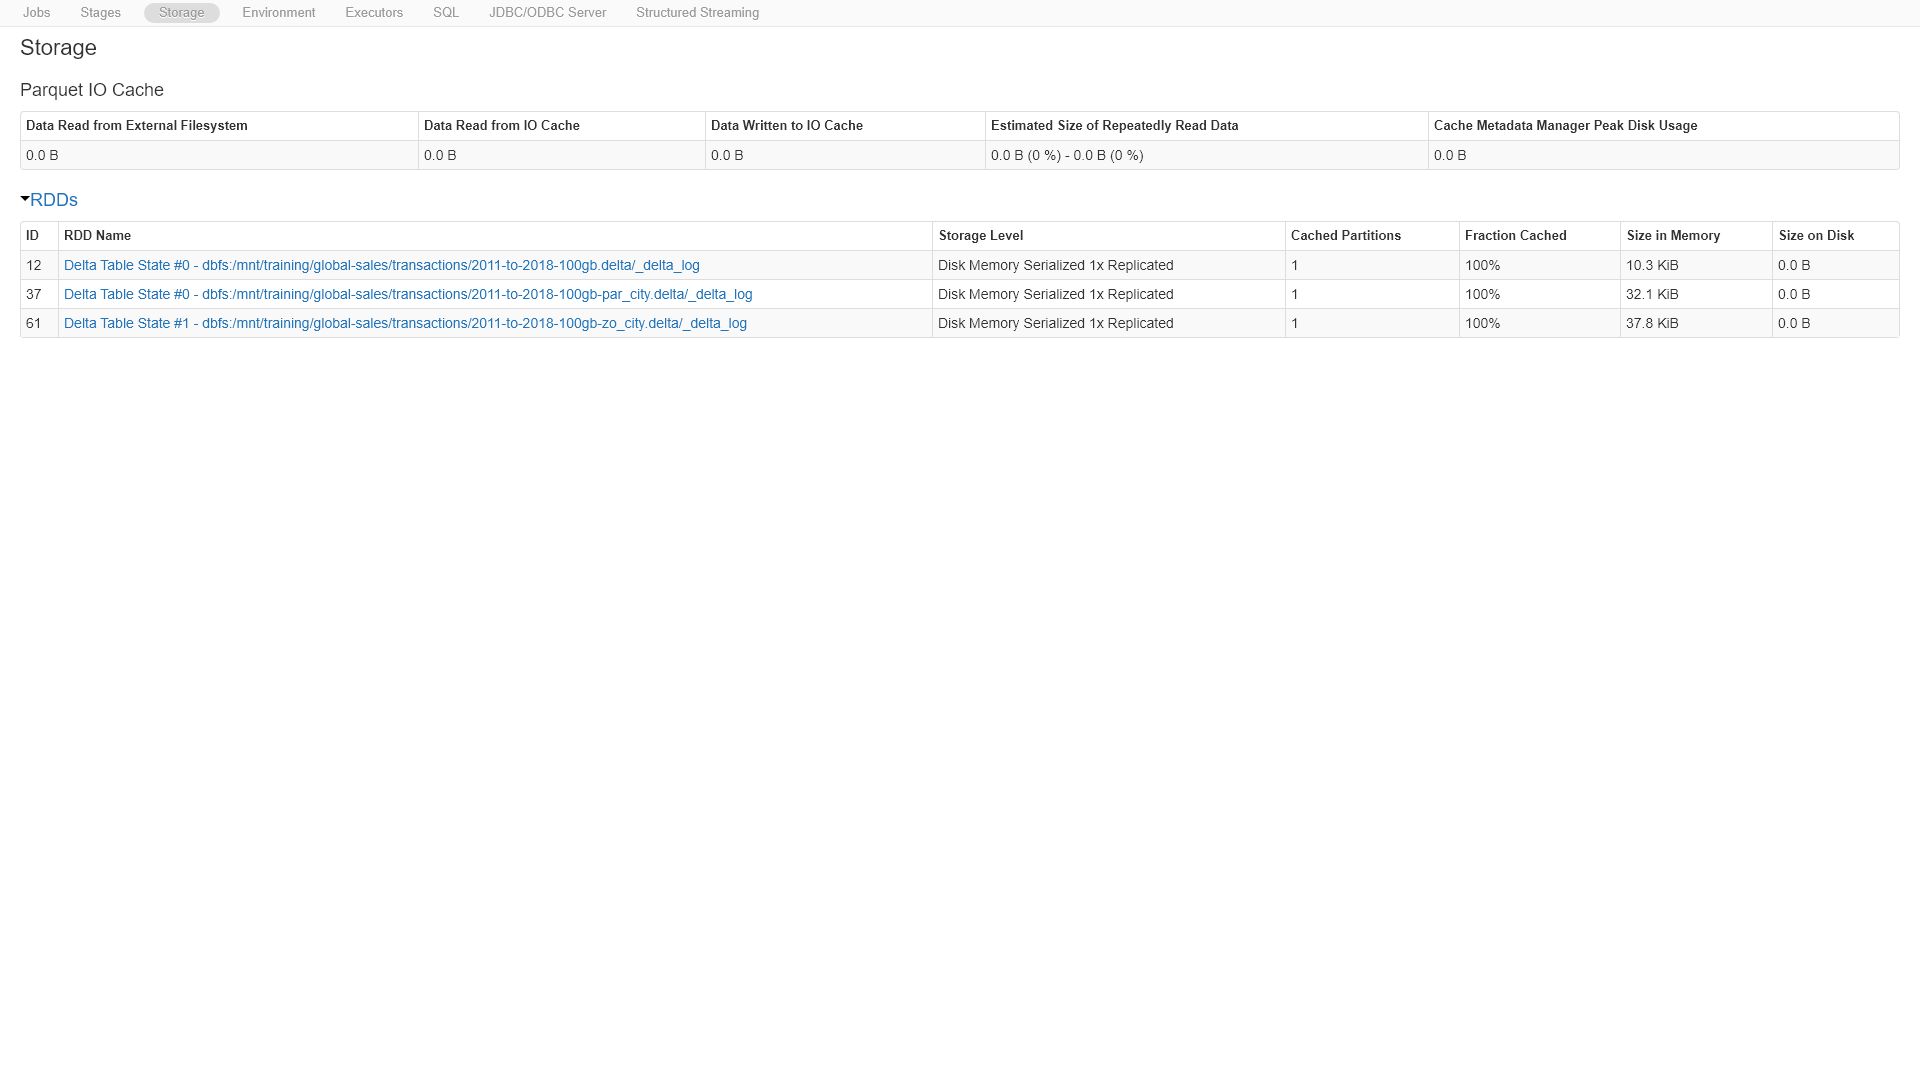 Jobs Stages Storage Environment Executors SQL JDBC/ODBC Server Structured Streaming
Storage
Parquet IO Cache
Data Read from External Filesystem Data Read from IO Cache Data Written to IO Cache Estimated Size of Repeatedly Read Data Cache Metadata Manager Peak Disk Usage
0.0 B 0.0 B 0.0 B 0.0 B (0 %) - 0.0 B (0 %) 0.0 B
RDDs
ID RDD Name Storage Level Cached Partitions Fraction Cached Size in Memory Size on Disk
12 Delta Table State #0 - dbfs:/mnt/training/global-sales/transactions/2011-to-2018-100gb.delta/_delta_log Disk Memory Serialized 1x Replicated 1 100% 10.3 KiB 0.0 B
37 Delta Table State #0 - dbfs:/mnt/training/global-sales/transactions/2011-to-2018-100gb-par_city.delta/_delta_log Disk Memory Serialized 1x Replicated 1 100% 32.1 KiB 0.0 B
61 Delta Table State #1 - dbfs:/mnt/training/global-sales/transactions/2011-to-2018-100gb-zo_city.delta/_delta_log Disk Memory Serialized 1x Replicated 1 100% 37.8 KiB 0.0 B